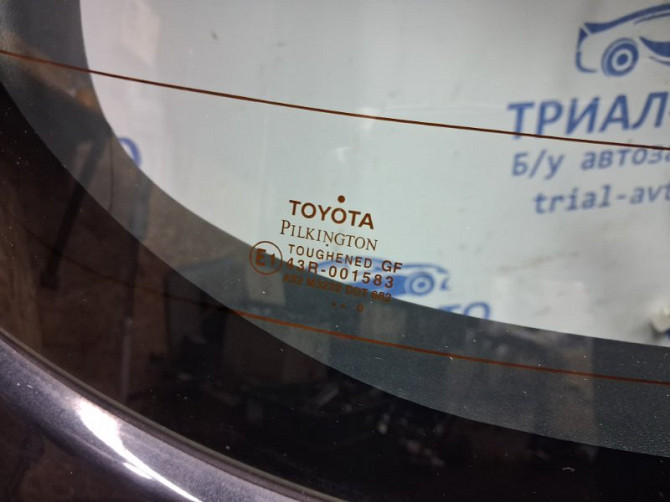 ТРИАЛ
Б/у автоза
trial-avt
TOYOTA
PILKINGTON
TOUGHENED GF
E1 43R-001583